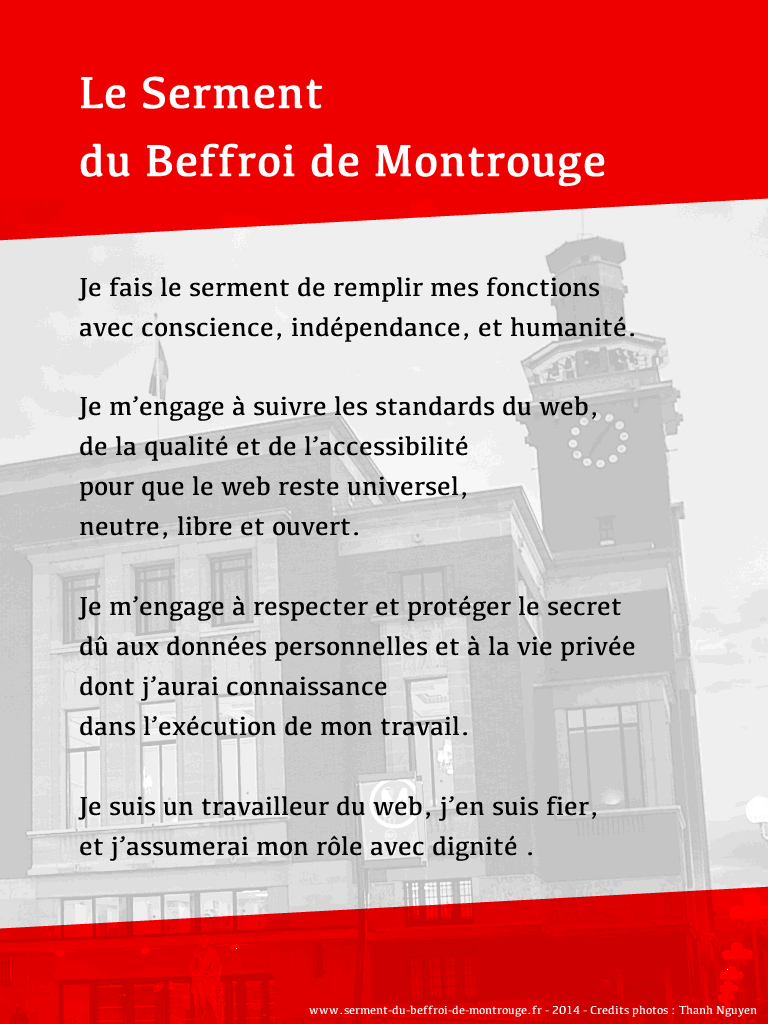 Le Serment
du Beffroi de Montrouge
Je fais le serment de remplir mes fonctions
avec conscience, indépendance, et humanité.
Je m’engage à suivre les standards du web,
de la qualité et de l’accessibilité
pour que le web reste universel,
neutre, libre et ouvert.
Je m’engage à respecter et protéger le secret
dû aux données personnelles et à la vie privée
dont j’aurai connaissance
dans l’exécution de mon travail.
Je suis un travailleur du web, j’en suis fier,
et j’assumerai mon rôle avec dignité .
www.serment-du-beffroi-de-montrouge.fr - 2014 - Credits photos : Thanh Nguyen